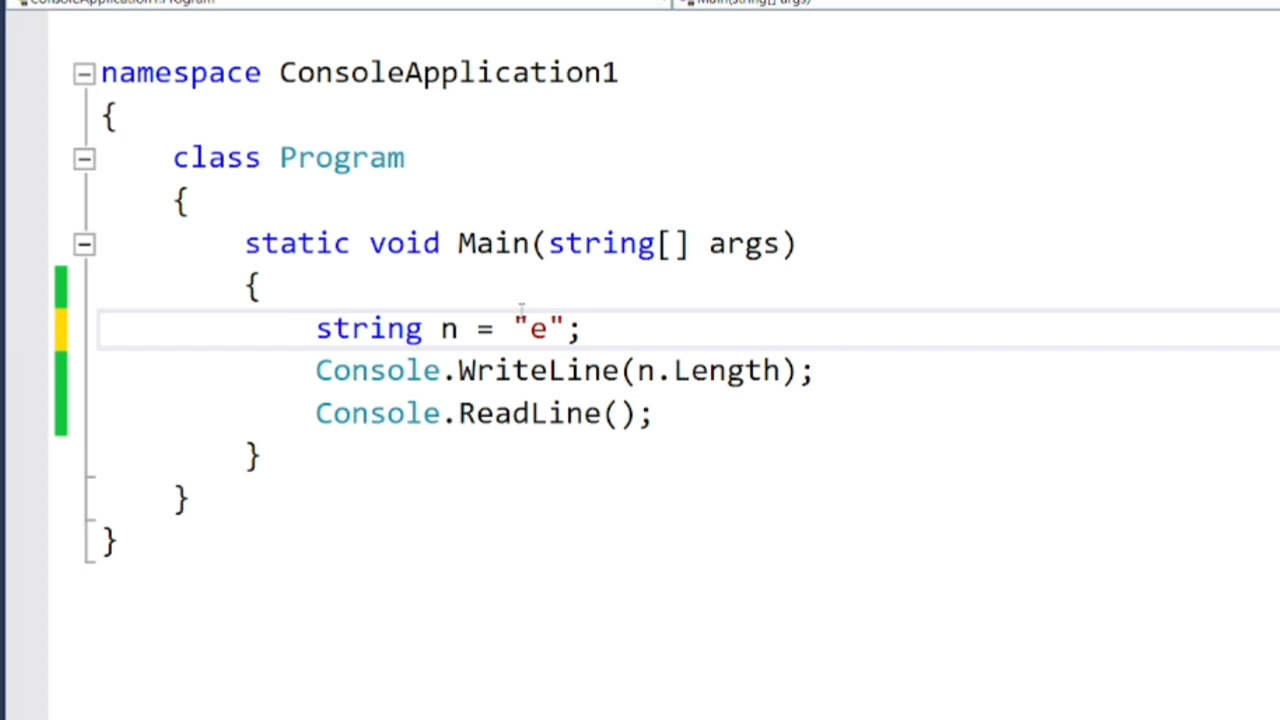 namespace ConsoleApplication1
{
    class Program
    {
        static void Main(string[] args)
        {
            string n = "e";
            Console.WriteLine(n.Length);
            Console.ReadLine();
        }
    }
}